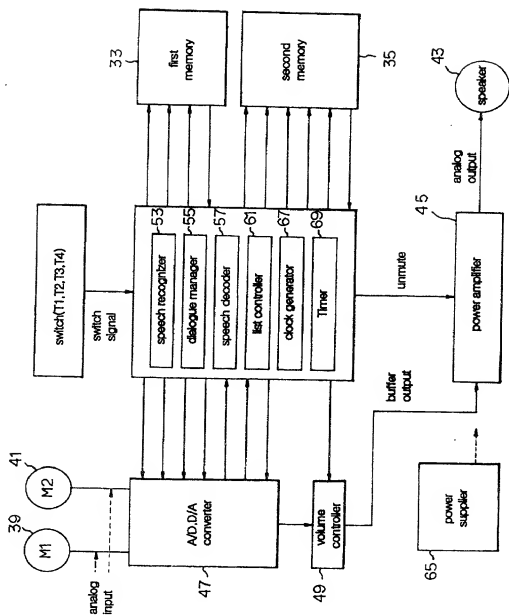 switch(T1,T2,T3,T4)
switch
signal
33
first
memory
second
memory
35
speech recognizer
53
dialogue manager
55
speech decoder
57
list controller
61
clock generator
67
Timer
69
39
M1
41
M2
analog
input
A/D.D/A
converter
47
volume
controller
49
buffer
output
unmute
power amplifier
45
analog
output
speaker
43
power
supplier
65